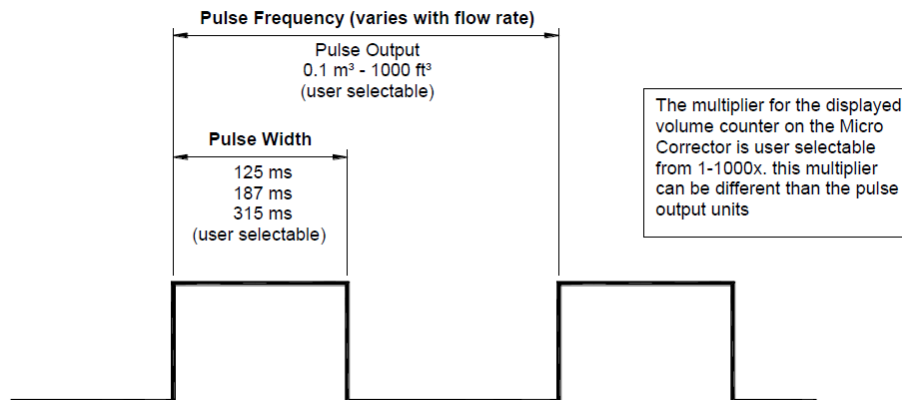 Pulse Frequency (varies with flow rate)
Pulse Output
0.1 m³ - 1000 ft³
(user selectable)
Pulse Width
125 ms
187 ms
315 ms
(user selectable)
The multiplier for the displayed
volume counter on the Micro
Corrector is user selectable
from 1-1000x. this multiplier
can be different than the pulse
output units